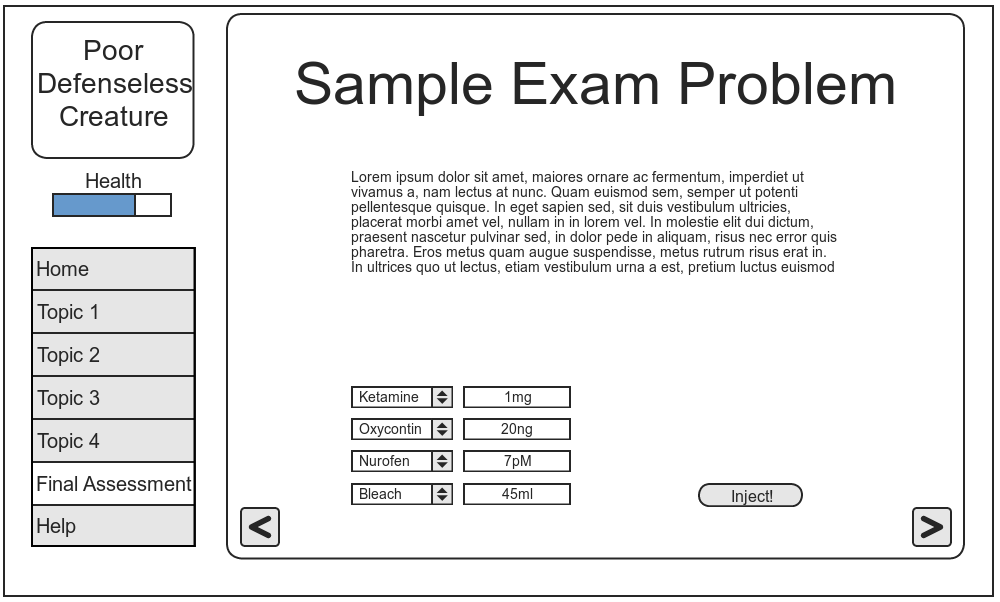 Poor
Defenseless
Creature
Health
Home
Topic 1
Topic 2
Topic 3
Topic 4
Final Assessment
Help
Sample Exam Problem
Lorem ipsum dolor sit amet, maiores ornare ac fermentum, imperdiet ut
vivamus a, nam lectus at nunc. Quam euismod sem, semper ut potenti
pellentesque quisque. In eget sapien sed, sit duis vestibulum ultricies,
placerat morbi amet vel, nullam in in lorem vel. In molestie elit dui dictum,
praesent nascetur pulvinar sed, in dolor pede in aliquam, risus nec error quis
pharetra. Eros metus quam augue suspendisse, metus rutrum risus erat in.
In ultrices quo ut lectus, etiam vestibulum urna a est, pretium luctus euismod
Ketamine 1mg
Oxycontin 20ng
Nurofen 7pM
Bleach 45ml
Inject!
< >